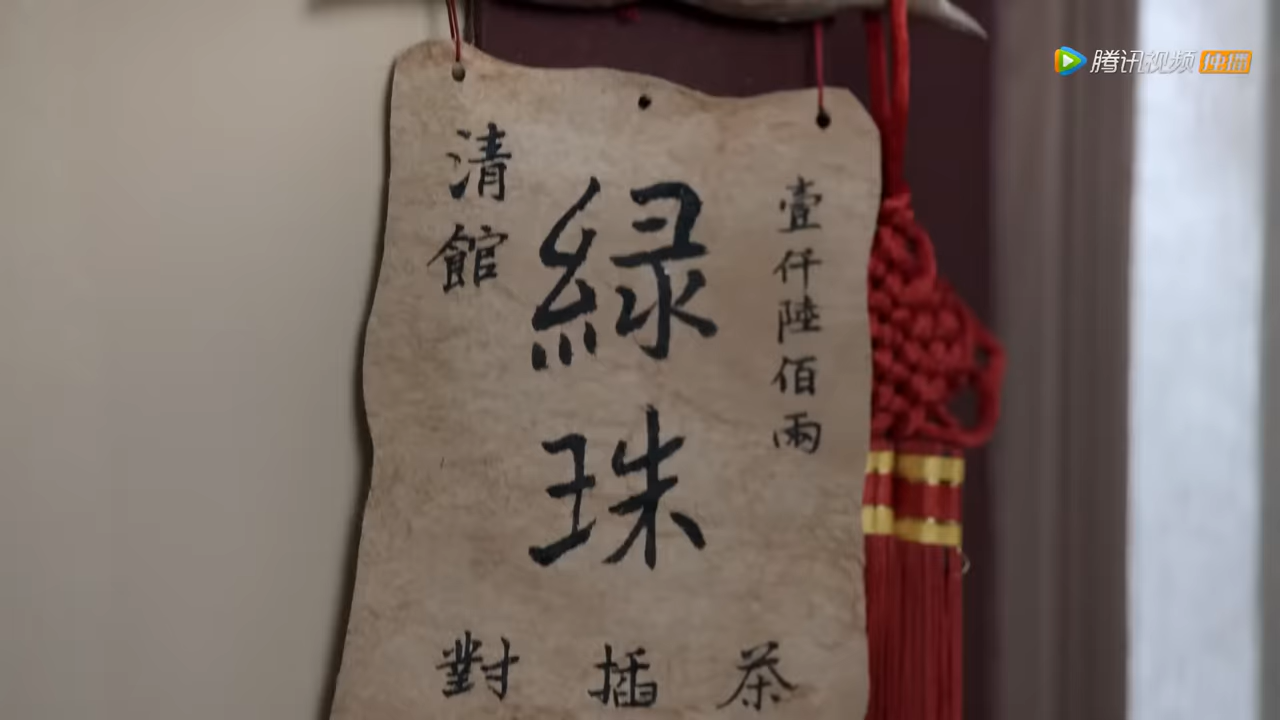 壹仟陸佰兩
綠珠
清館
對 插 茶
腾讯视频